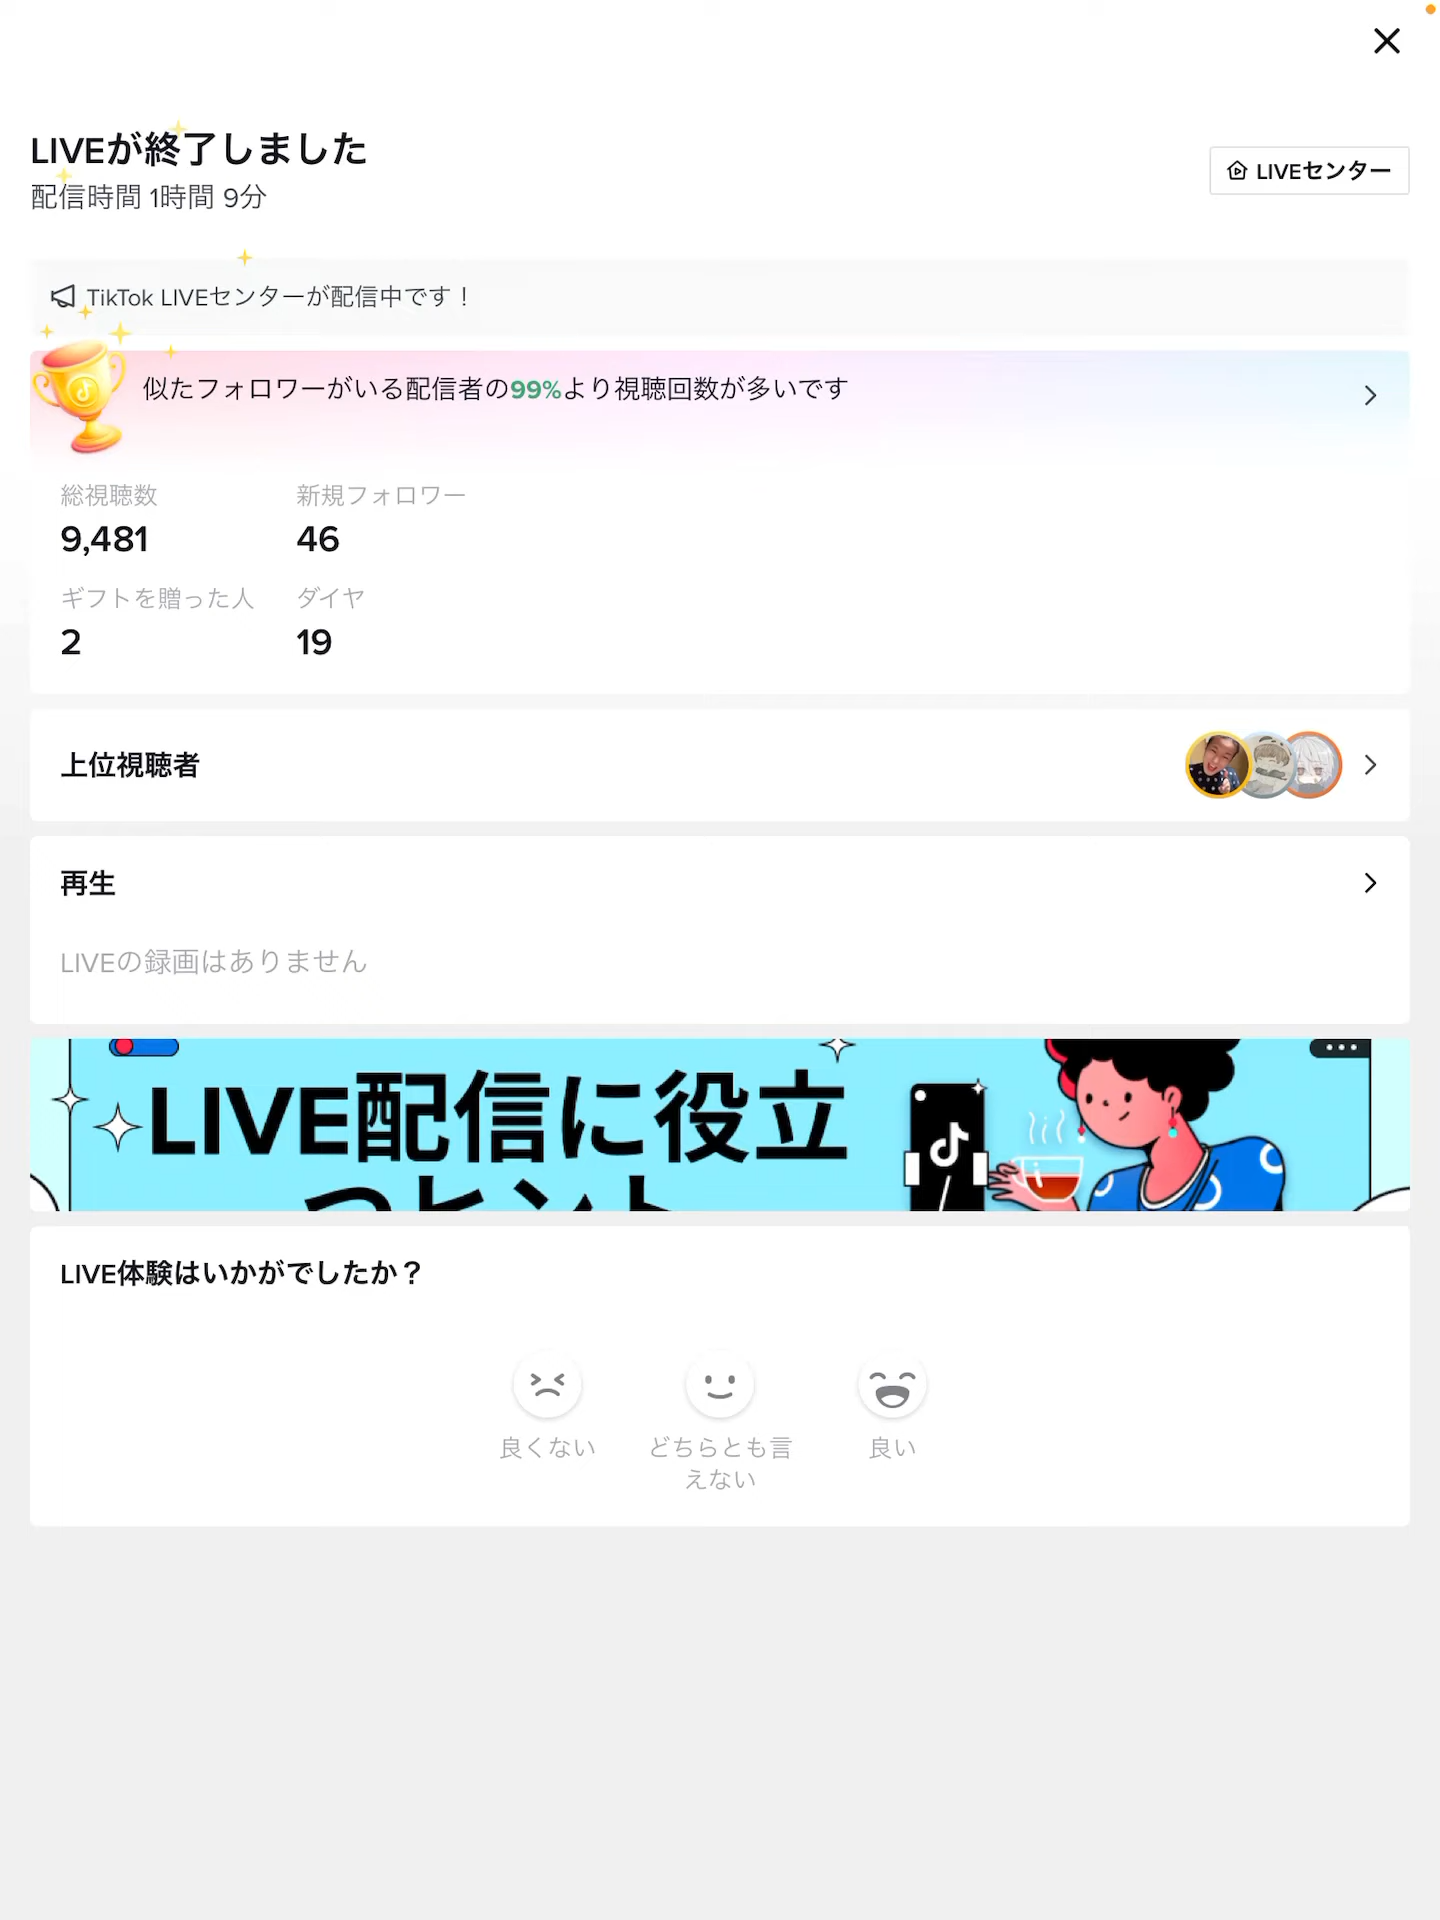 LIVEが終了しました
配信時間 1時間 9分
LIVEセンター
TikTok LIVEセンターが配信中です！
似たフォロワーがいる配信者の99%より視聴回数が多いです
総視聴数
新規フォロワー
9,481
46
ギフトを贈った人
ダイヤ
2
19
上位視聴者
再生
LIVEの録画はありません
LIVE配信に役立
つヒント
LIVE体験はいかがでしたか？
良くない
どちらとも言
えない
良い